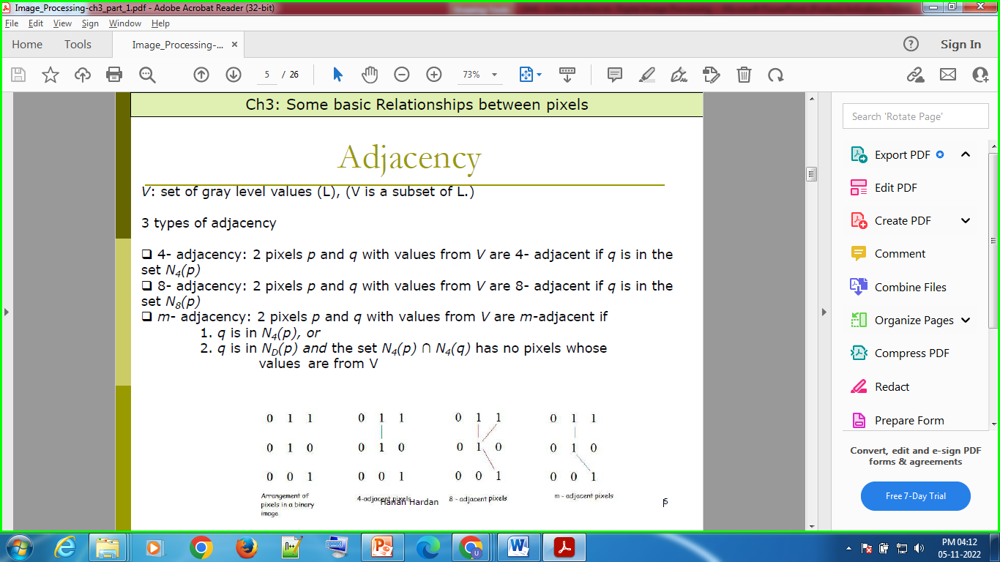 Image_Processing-ch3_part_1.pdf - Adobe Acrobat Reader (32-bit)
File Edit View Sign Window Help
Home Tools Image_Processing-... × Sign In
5 / 26 73%
Ch3: Some basic Relationships between pixels
Adjacency
V: set of gray level values (L), (V is a subset of L.)
3 types of adjacency
❑ 4- adjacency: 2 pixels p and q with values from V are 4- adjacent if q is in the
set N4(p)
❑ 8- adjacency: 2 pixels p and q with values from V are 8- adjacent if q is in the
set N8(p)
❑ m- adjacency: 2 pixels p and q with values from V are m-adjacent if
1. q is in N4(p), or
2. q is in ND(p) and the set N4(p) ∩ N4(q) has no pixels whose
values are from V
0 1 1 0 1 1 0 1 1 0 1 1
0 1 0 0 1 0 0 1 0 0 1 0
0 0 1 0 0 1 0 0 1 0 0 1
Arrangement of
pixels in a binary
image
4-adjacent pixels
8 - adjacent pixels
m - adjacent pixels
Hanan Hardan
5
Search 'Rotate Page'
Export PDF
Edit PDF
Create PDF
Comment
Combine Files
Organize Pages
Compress PDF
Redact
Prepare Form
Convert, edit and e-sign PDF
forms & agreements
Free 7-Day Trial
PM 04:12
05-11-2022